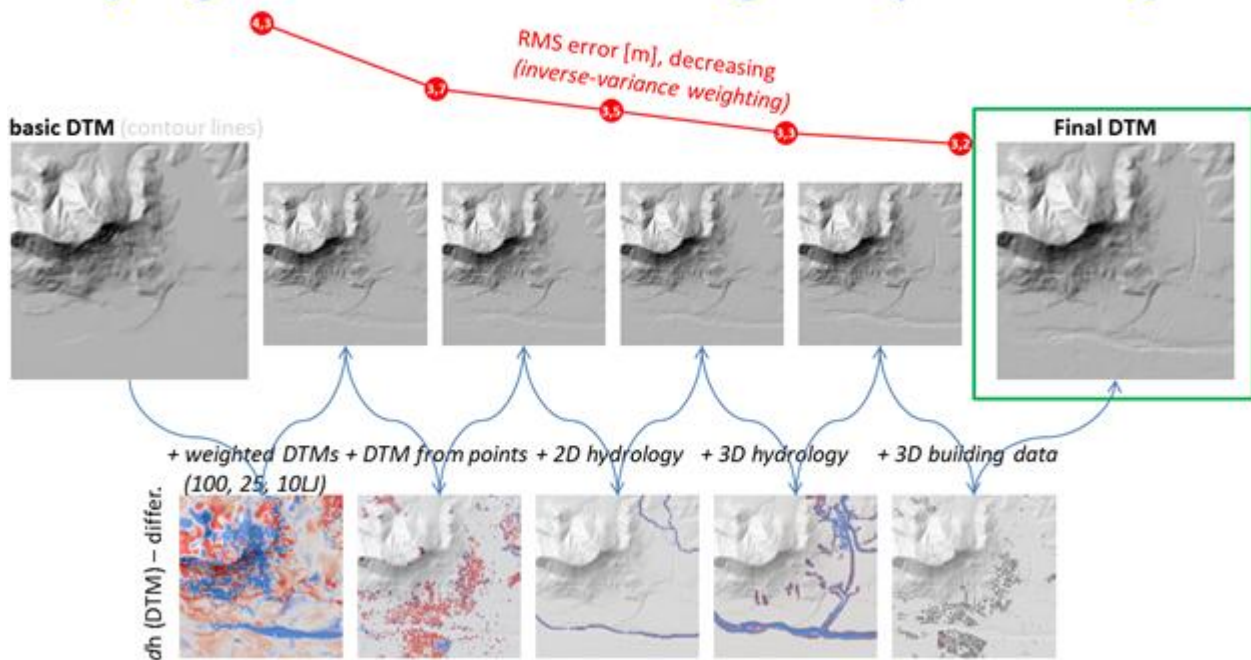 4,3
3,7
3,5
3,3
3,2
RMS error [m], decreasing
(inverse-variance weighting)
basic DTM (contour lines)
Final DTM
+ weighted DTMs + DTM from points + 2D hydrology + 3D hydrology + 3D building data
(100, 25, 10LJ)
dh (DTM) – differ.